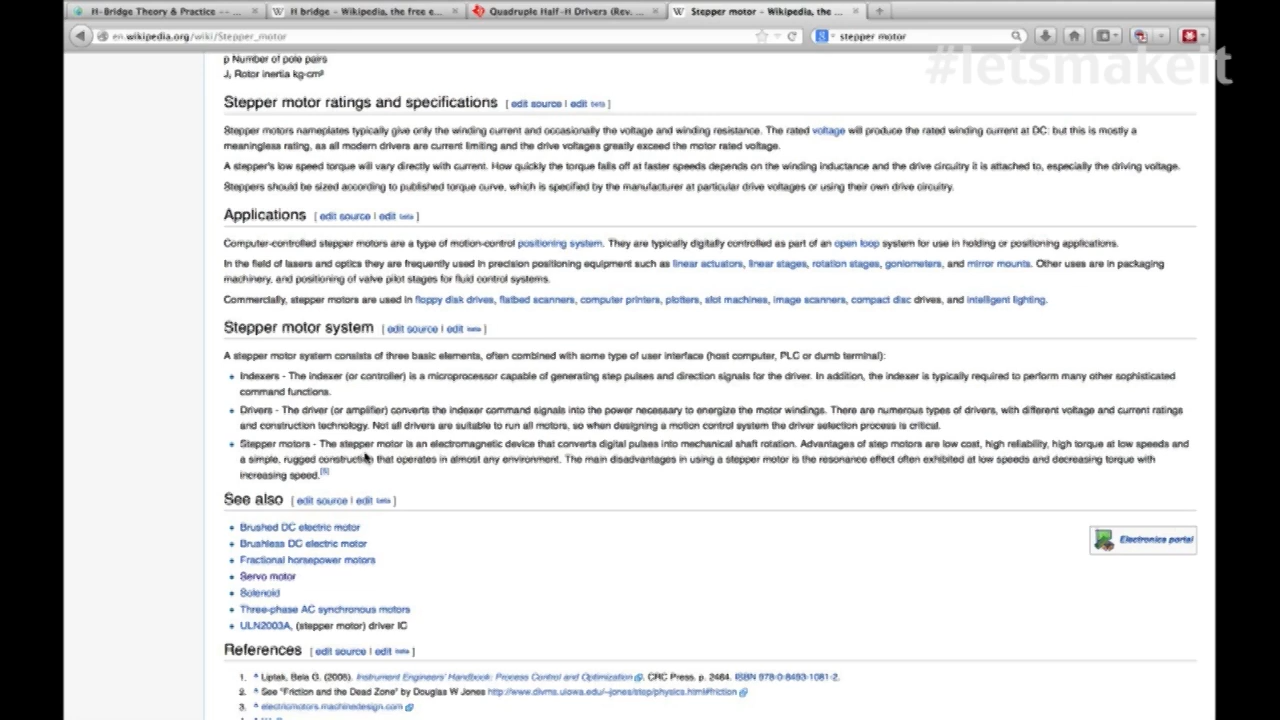 H-Bridge Theory & Practice -- ...
H bridge - Wikipedia, the free e...
Quadruple Half-H Drivers (Rev. ...
Stepper motor - Wikipedia, the ...
en.wikipedia.org/wiki/Stepper_motor
stepper motor
#letsmakeit
p Number of pole pairs
J, Rotor inertia kg-cm²
Stepper motor ratings and specifications [ edit source | edit beta ]
Stepper motors nameplates typically give only the winding current and occasionally the voltage and winding resistance. The rated voltage will produce the rated winding current at DC: but this is mostly a
meaningless rating, as all modern drivers are current limiting and the drive voltages greatly exceed the motor rated voltage.
A stepper's low speed torque will vary directly with current. How quickly the torque falls off at faster speeds depends on the winding inductance and the drive circuitry it is attached to, especially the driving voltage.
Steppers should be sized according to published torque curve, which is specified by the manufacturer at particular drive voltages or using their own drive circuitry.
Applications [ edit source | edit beta ]
Computer-controlled stepper motors are a type of motion-control positioning system. They are typically digitally controlled as part of an open loop system for use in holding or positioning applications.
In the field of lasers and optics they are frequently used in precision positioning equipment such as linear actuators, linear stages, rotation stages, goniometers, and mirror mounts. Other uses are in packaging
machinery, and positioning of valve pilot stages for fluid control systems.
Commercially, stepper motors are used in floppy disk drives, flatbed scanners, computer printers, plotters, slot machines, image scanners, compact disc drives, and intelligent lighting.
Stepper motor system [ edit source | edit beta ]
A stepper motor system consists of three basic elements, often combined with some type of user interface (host computer, PLC or dumb terminal):
Indexers - The indexer (or controller) is a microprocessor capable of generating step pulses and direction signals for the driver. In addition, the indexer is typically required to perform many other sophisticated
command functions.
Drivers - The driver (or amplifier) converts the indexer command signals into the power necessary to energize the motor windings. There are numerous types of drivers, with different voltage and current ratings
and construction technology. Not all drivers are suitable to run all motors, so when designing a motion control system the driver selection process is critical.
Stepper motors - The stepper motor is an electromagnetic device that converts digital pulses into mechanical shaft rotation. Advantages of step motors are low cost, high reliability, high torque at low speeds and
a simple, rugged construction that operates in almost any environment. The main disadvantages in using a stepper motor is the resonance effect often exhibited at low speeds and decreasing torque with
increasing speed.
See also [ edit source | edit beta ]
Brushed DC electric motor
Brushless DC electric motor
Fractional horsepower motors
Servo motor
Solenoid
Three-phase AC synchronous motors
ULN2003A, (stepper motor) driver IC
Electronics portal
References [ edit source | edit beta ]
1. ^ Liptak, Bela G. (2005). Instrument Engineers' Handbook: Process Control and Optimization. CRC Press. p. 2464. ISBN 978-0-8493-1081-2.
2. ^ See "Friction and the Dead Zone" by Douglas W Jones http://www.divms.uiowa.edu/~jones/step/physics.html#friction
3. ^ electricmotors.machinedesign.com